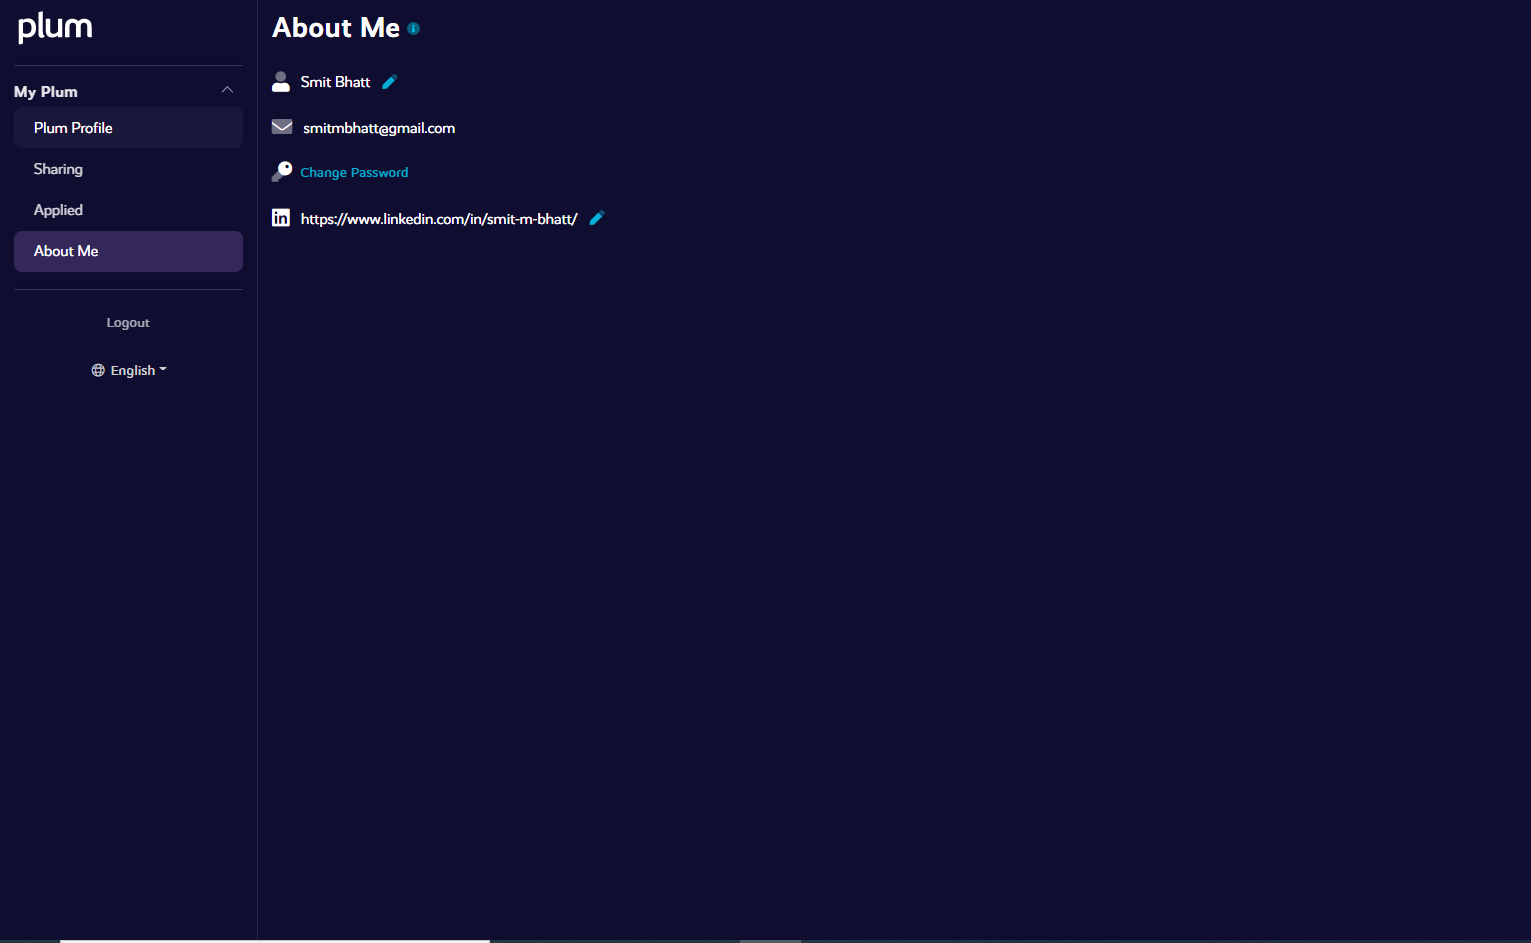 plum
My Plum
Plum Profile
Sharing
Applied
About Me
Logout
English
About Me
Smit Bhatt
smitmbhatt@gmail.com
Change Password
https://www.linkedin.com/in/smit-m-bhatt/